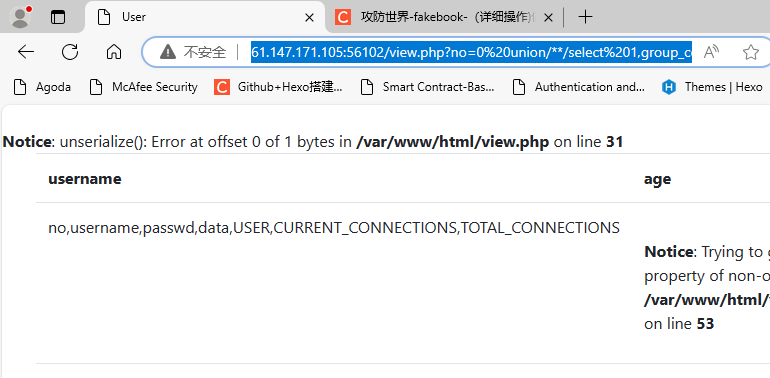 User
攻防世界-fakebook-（详细操作)
不安全
61.147.171.105:56102/view.php?no=0%20union/**/select%201,group_c
Agoda
McAfee Security
Github+Hexo搭建...
Smart Contract-Bas...
Authentication and...
Themes | Hexo
Notice: unserialize(): Error at offset 0 of 1 bytes in /var/www/html/view.php on line 31
username
age
no,username,passwd,data,USER,CURRENT_CONNECTIONS,TOTAL_CONNECTIONS
Notice: Trying to
property of non-o
/var/www/html/
on line 53